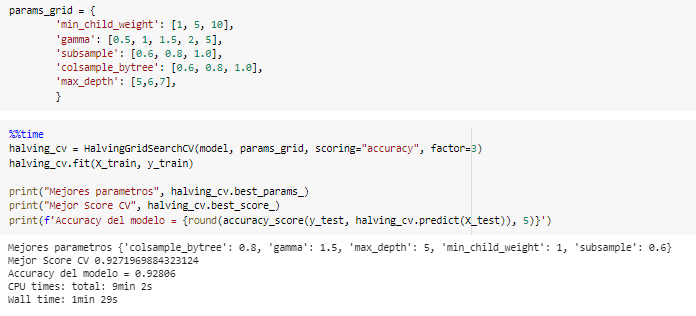 params_grid = {
'min_child_weight': [1, 5, 10],
'gamma': [0.5, 1, 1.5, 2, 5],
'subsample': [0.6, 0.8, 1.0],
'colsample_bytree': [0.6, 0.8, 1.0],
'max_depth': [5,6,7],
}
%%time
halving_cv = HalvingGridSearchCV(model, params_grid, scoring="accuracy", factor=3)
halving_cv.fit(X_train, y_train)
print("Mejores parametros", halving_cv.best_params_)
print("Mejor Score CV", halving_cv.best_score_)
print(f'Accuracy del modelo = {round(accuracy_score(y_test, halving_cv.predict(X_test)), 5)}')
Mejores parametros {'colsample_bytree': 0.8, 'gamma': 1.5, 'max_depth': 5, 'min_child_weight': 1, 'subsample': 0.6}
Mejor Score CV 0.9271969884323124
Accuracy del modelo = 0.92806
CPU times: total: 9min 2s
Wall time: 1min 29s